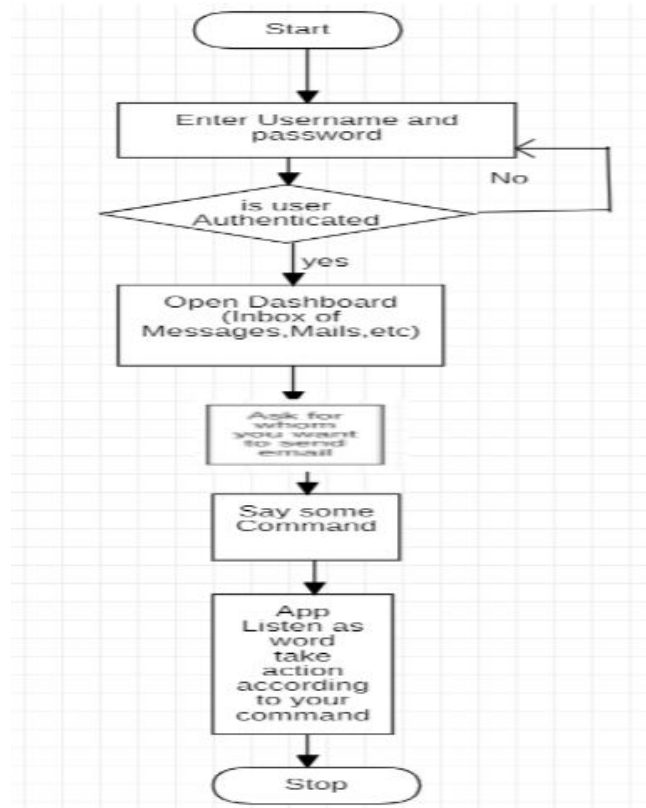 Start
Enter Username and
password
No
is user
Authenticated
yes
Open Dashboard
(Inbox of
Messages,Mails,etc)
Ask for
whom
you want
to send
email
Say some
Command
App
Listen as
word
take
action
according
to your
command
Stop